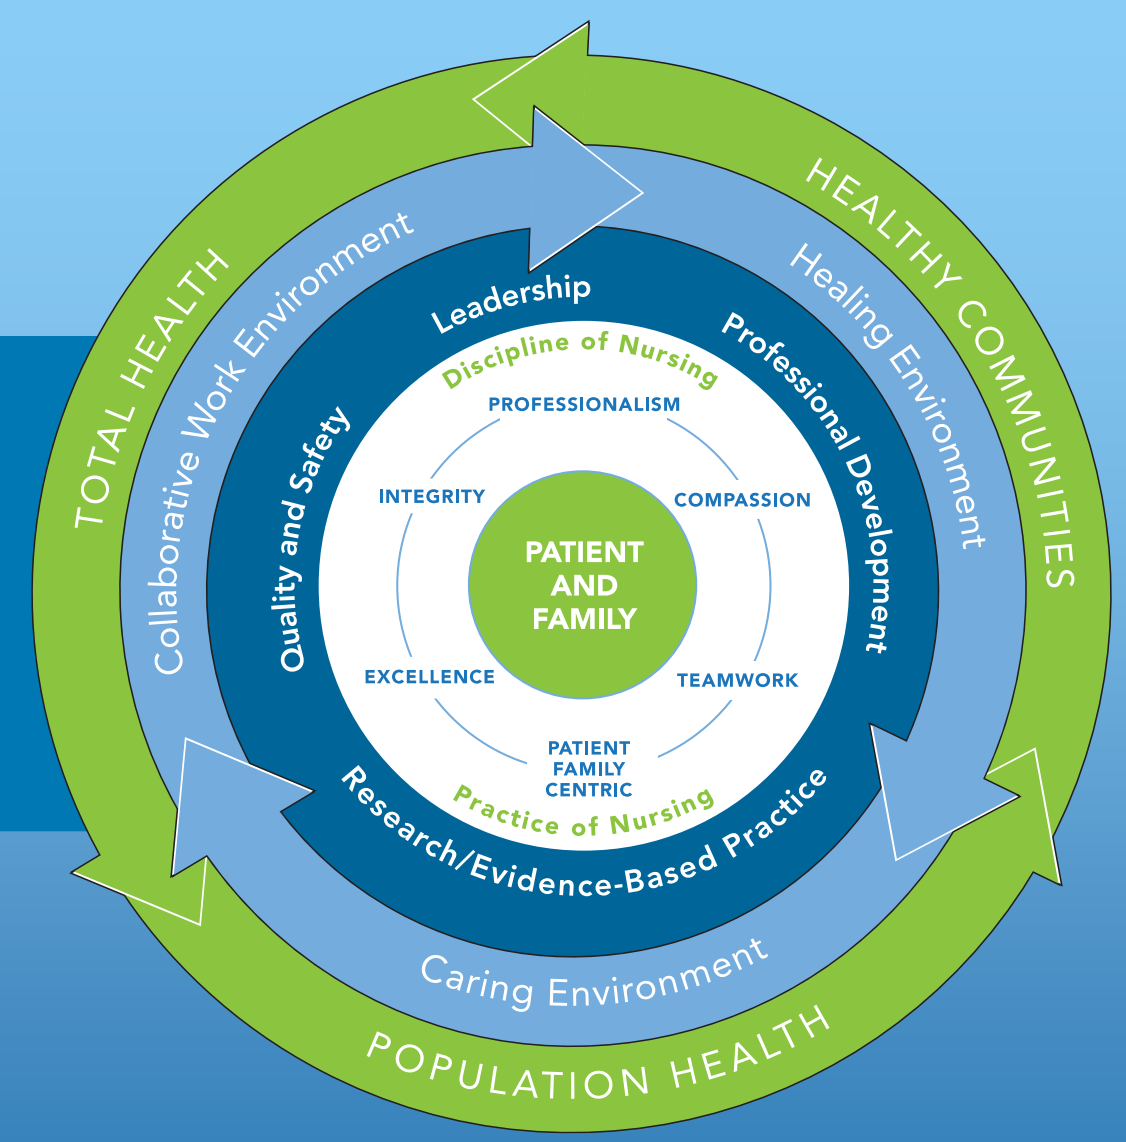 TOTAL HEALTH
HEALTHY COMMUNITIES
POPULATION HEALTH
Collaborative Work Environment
Healing Environment
Caring Environment
Leadership
Professional Development
Quality and Safety
Research/Evidence-Based Practice
Discipline of Nursing
PROFESSIONALISM
INTEGRITY
COMPASSION
PATIENT
AND
FAMILY
EXCELLENCE
TEAMWORK
PATIENT
FAMILY
CENTRIC
Practice of Nursing